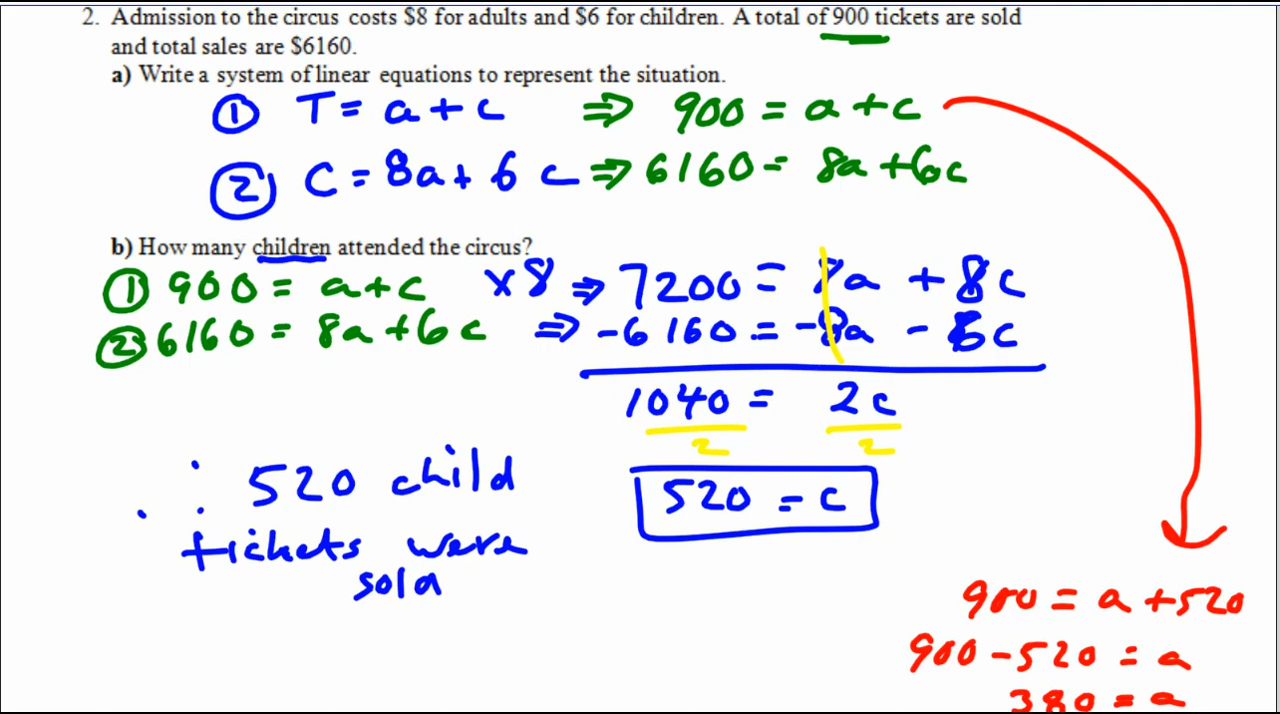 2. Admission to the circus costs $8 for adults and $6 for children. A total of 900 tickets are sold
and total sales are $6160.
a) Write a system of linear equations to represent the situation.
① T = a + c ⇒ 900 = a + c
② C = 8a + 6c ⇒ 6160 = 8a + 6c
b) How many children attended the circus?
① 900 = a + c ×8 ⇒ 7200 = 8a + 8c
② 6160 = 8a + 6c ⇒ -6160 = -8a - 6c
1040 = 2c
2 2
520 = c
∴ 520 child
tickets were
sold
900 = a + 520
900 - 520 = a
380 = a